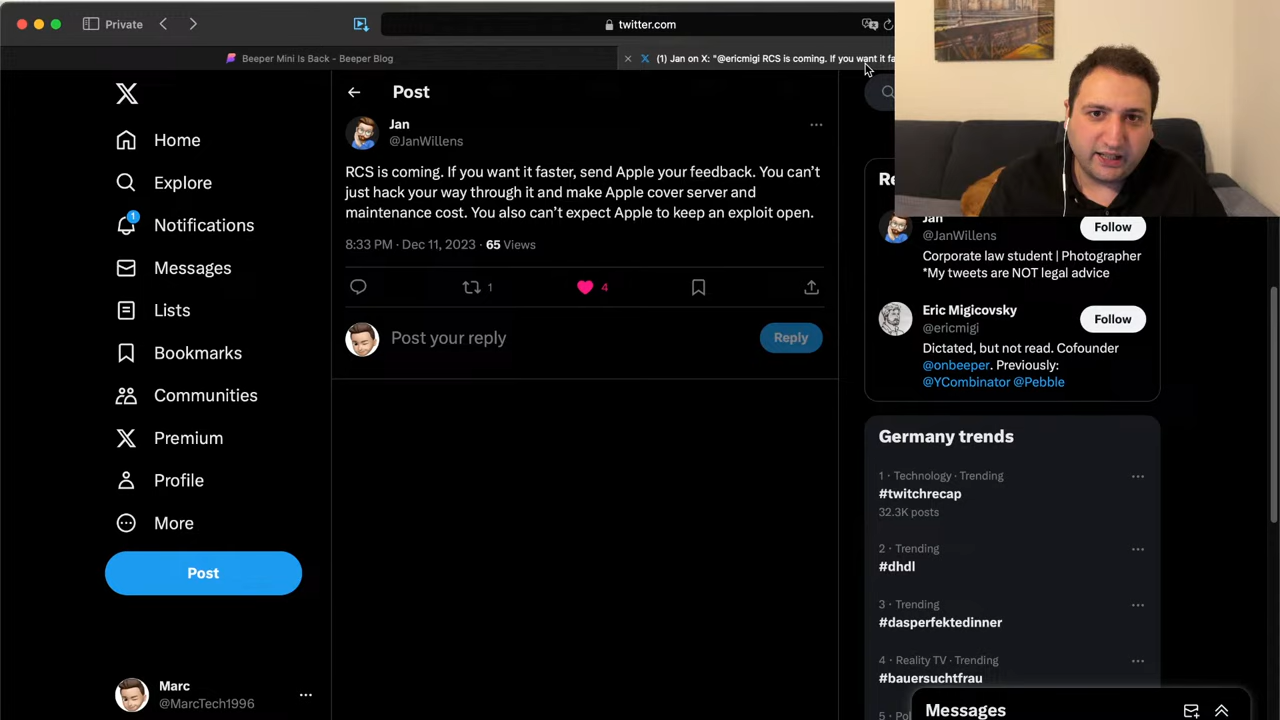 Private
twitter.com
Beeper Mini Is Back - Beeper Blog
(1) Jan on X: "@ericmigi RCS is coming. If you want it fa
Home
Explore
1
Notifications
Messages
Lists
Bookmarks
Communities
Premium
Profile
More
Post
Marc
@MarcTech1996
Post
Jan
@JanWillens
RCS is coming. If you want it faster, send Apple your feedback. You can’t
just hack your way through it and make Apple cover server and
maintenance cost. You also can’t expect Apple to keep an exploit open.
8:33 PM · Dec 11, 2023 · 65 Views
1
4
Post your reply
Reply
Re
Jan
@JanWillens
Follow
Corporate law student | Photographer
*My tweets are NOT legal advice
Eric Migicovsky
@ericmigi
Follow
Dictated, but not read. Cofounder
@onbeeper. Previously:
@YCombinator @Pebble
Germany trends
1 · Technology · Trending
#twitchrecap
32.3K posts
2 · Trending
#dhdl
3 · Trending
#dasperfektedinner
4 · Reality TV · Trending
#bauersuchtfrau
5 · Pol
Messages